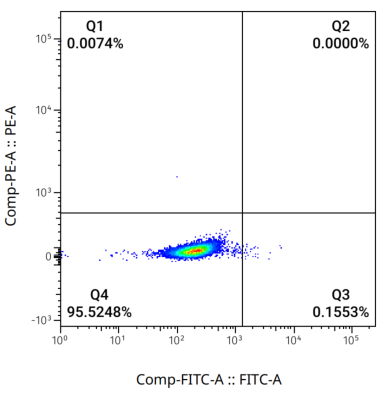 Q1
0.0074%
Q2
0.0000%
10⁵
10⁴
10³
0
-10³
Comp-PE-A :: PE-A
Q4
95.5248%
Q3
0.1553%
10⁰ 10¹ 10² 10³ 10⁴ 10⁵
Comp-FITC-A :: FITC-A